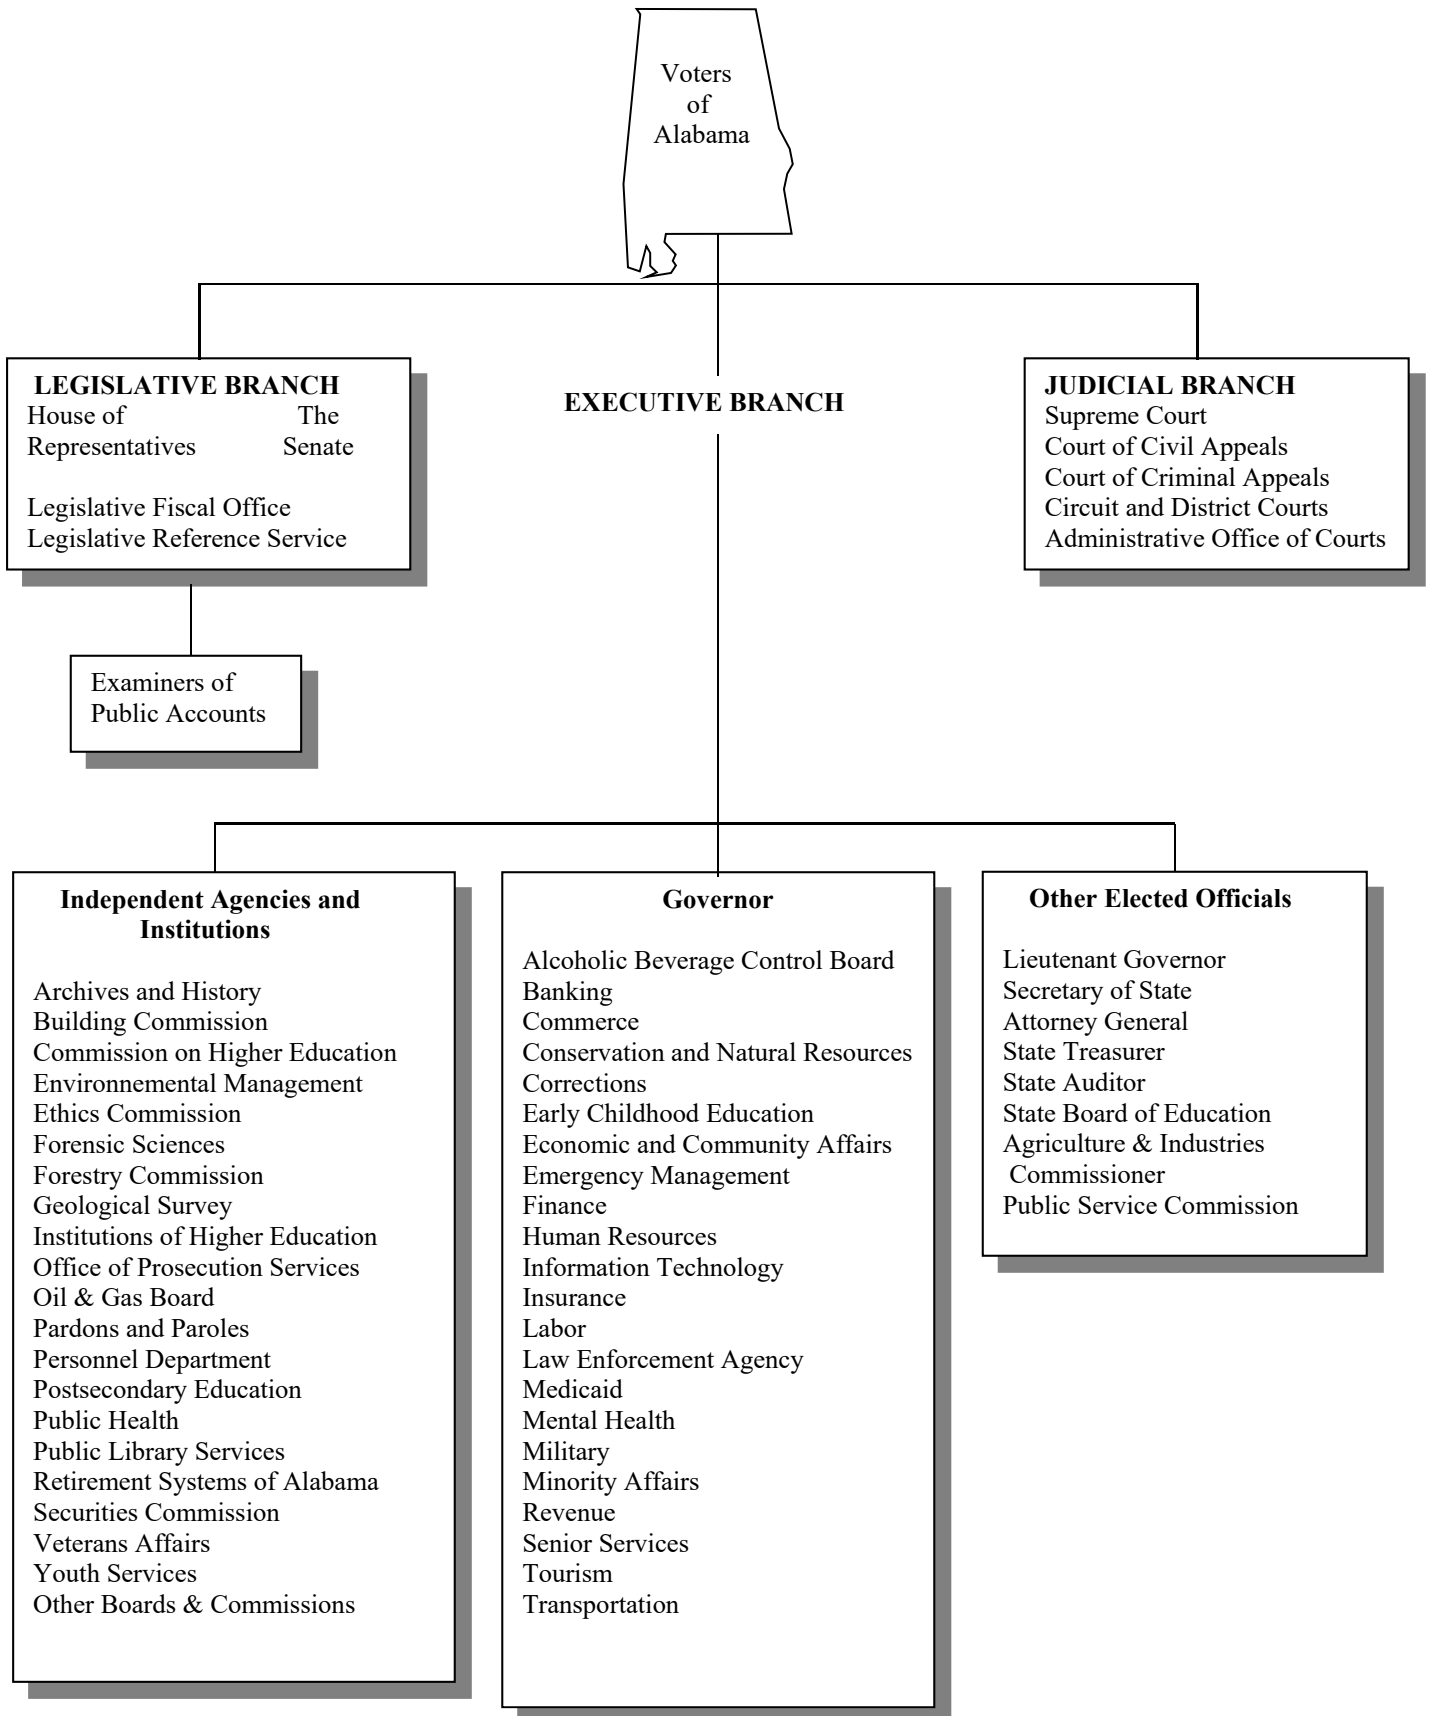 Voters
of
Alabama
LEGISLATIVE BRANCH
House of The
Representatives Senate
Legislative Fiscal Office
Legislative Reference Service
EXECUTIVE BRANCH
JUDICIAL BRANCH
Supreme Court
Court of Civil Appeals
Court of Criminal Appeals
Circuit and District Courts
Administrative Office of Courts
Examiners of
Public Accounts
Independent Agencies and
Institutions
Archives and History
Building Commission
Commission on Higher Education
Environnemental Management
Ethics Commission
Forensic Sciences
Forestry Commission
Geological Survey
Institutions of Higher Education
Office of Prosecution Services
Oil & Gas Board
Pardons and Paroles
Personnel Department
Postsecondary Education
Public Health
Public Library Services
Retirement Systems of Alabama
Securities Commission
Veterans Affairs
Youth Services
Other Boards & Commissions
Governor
Alcoholic Beverage Control Board
Banking
Commerce
Conservation and Natural Resources
Corrections
Early Childhood Education
Economic and Community Affairs
Emergency Management
Finance
Human Resources
Information Technology
Insurance
Labor
Law Enforcement Agency
Medicaid
Mental Health
Military
Minority Affairs
Revenue
Senior Services
Tourism
Transportation
Other Elected Officials
Lieutenant Governor
Secretary of State
Attorney General
State Treasurer
State Auditor
State Board of Education
Agriculture & Industries
Commissioner
Public Service Commission